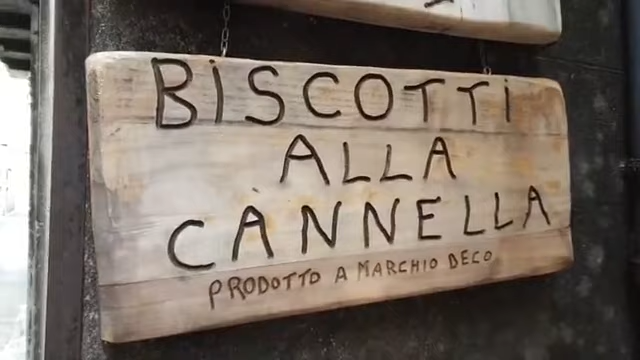 BiSCOTTi
ALLA
CANNELLA
PRODOTTO A MARCHIO DECO